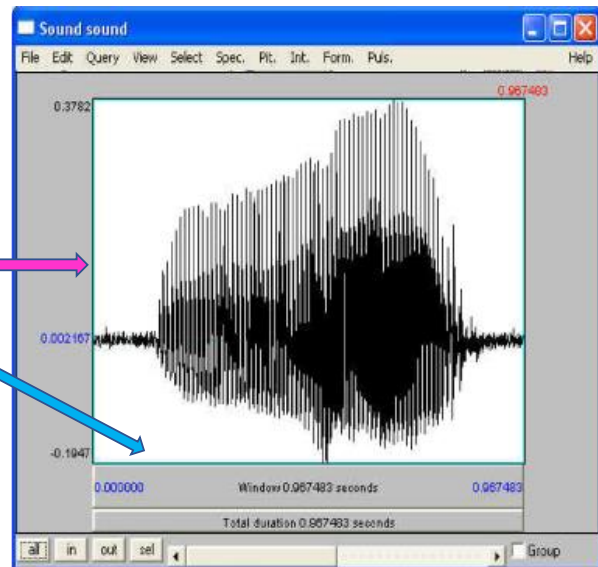 Sound sound
File Edit Query View Select Spec. Pit. Int. Form. Puls. Help
0.967483
0.3782
0.002167
-0.1947
0.000000 Window 0.967483 seconds 0.967483
Total duration 0.967483 seconds
all in out sel Group